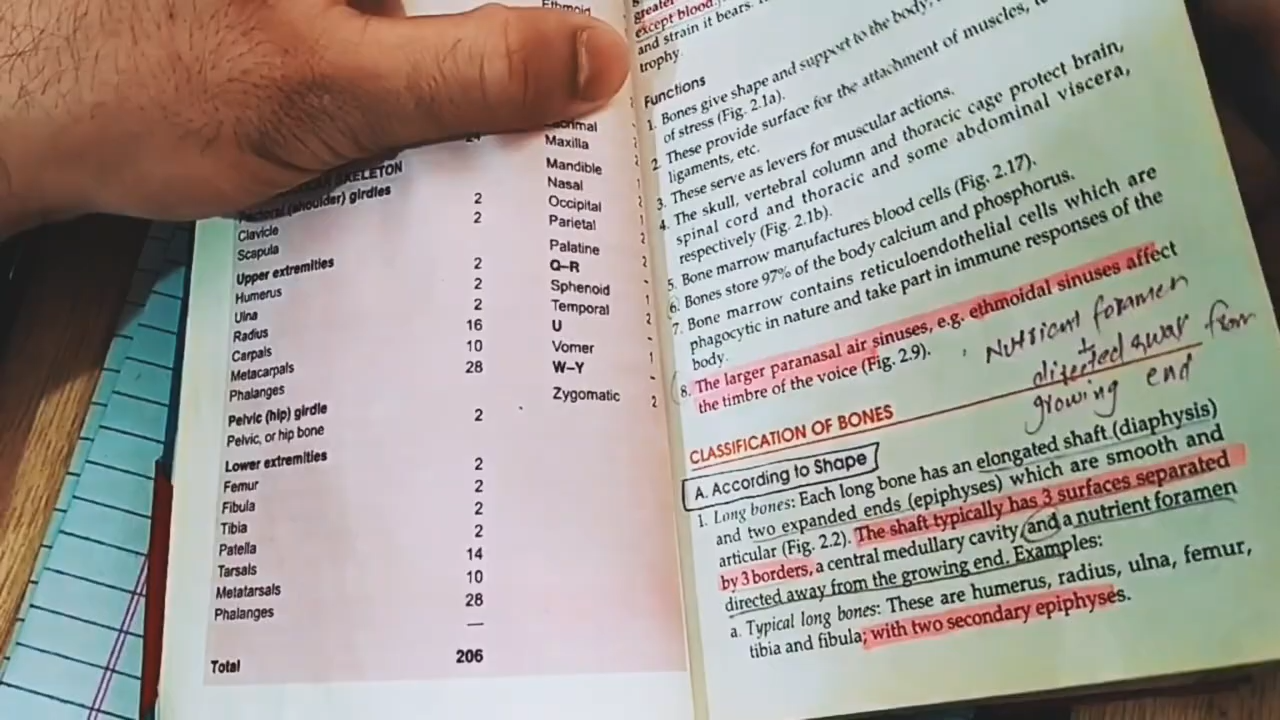 Ethmoid
Maxilla
Mandible 1
Nasal 2
Occipital 1
Parietal 2
Palatine 2
Q–R -
Sphenoid 1
Temporal 2
U -
Vomer 1
W–Y -
Zygomatic 2
SKELETON
(shoulder) girdles
Clavicle 2
Scapula 2
Upper extremities
Humerus 2
Ulna 2
Radius 2
Carpals 16
Metacarpals 10
Phalanges 28
Pelvic (hip) girdle
Pelvic, or hip bone 2
Lower extremities
Femur 2
Fibula 2
Tibia 2
Patella 2
Tarsals 14
Metatarsals 10
Phalanges 28
—
Total 206
greater
except blood.
and strain it bears.
trophy.
Functions
1. Bones give shape and support to the body,
of stress (Fig. 2.1a).
2. These provide surface for the attachment of muscles,
ligaments, etc.
3. These serve as levers for muscular actions.
4. The skull, vertebral column and thoracic cage protect brain,
spinal cord and thoracic and some abdominal viscera,
respectively (Fig. 2.1b).
5. Bone marrow manufactures blood cells (Fig. 2.17).
6. Bones store 97% of the body calcium and phosphorus.
7. Bone marrow contains reticuloendothelial cells which are
phagocytic in nature and take part in immune responses of the
body.
8. The larger paranasal air sinuses, e.g. ethmoidal sinuses affect
the timbre of the voice (Fig. 2.9).
Nutrient foramen
directed away from
growing end
CLASSIFICATION OF BONES
A. According to Shape
1. Long bones: Each long bone has an elongated shaft (diaphysis)
and two expanded ends (epiphyses) which are smooth and
articular (Fig. 2.2). The shaft typically has 3 surfaces separated
by 3 borders, a central medullary cavity and a nutrient foramen
directed away from the growing end. Examples:
a. Typical long bones: These are humerus, radius, ulna, femur,
tibia and fibula; with two secondary epiphyses.